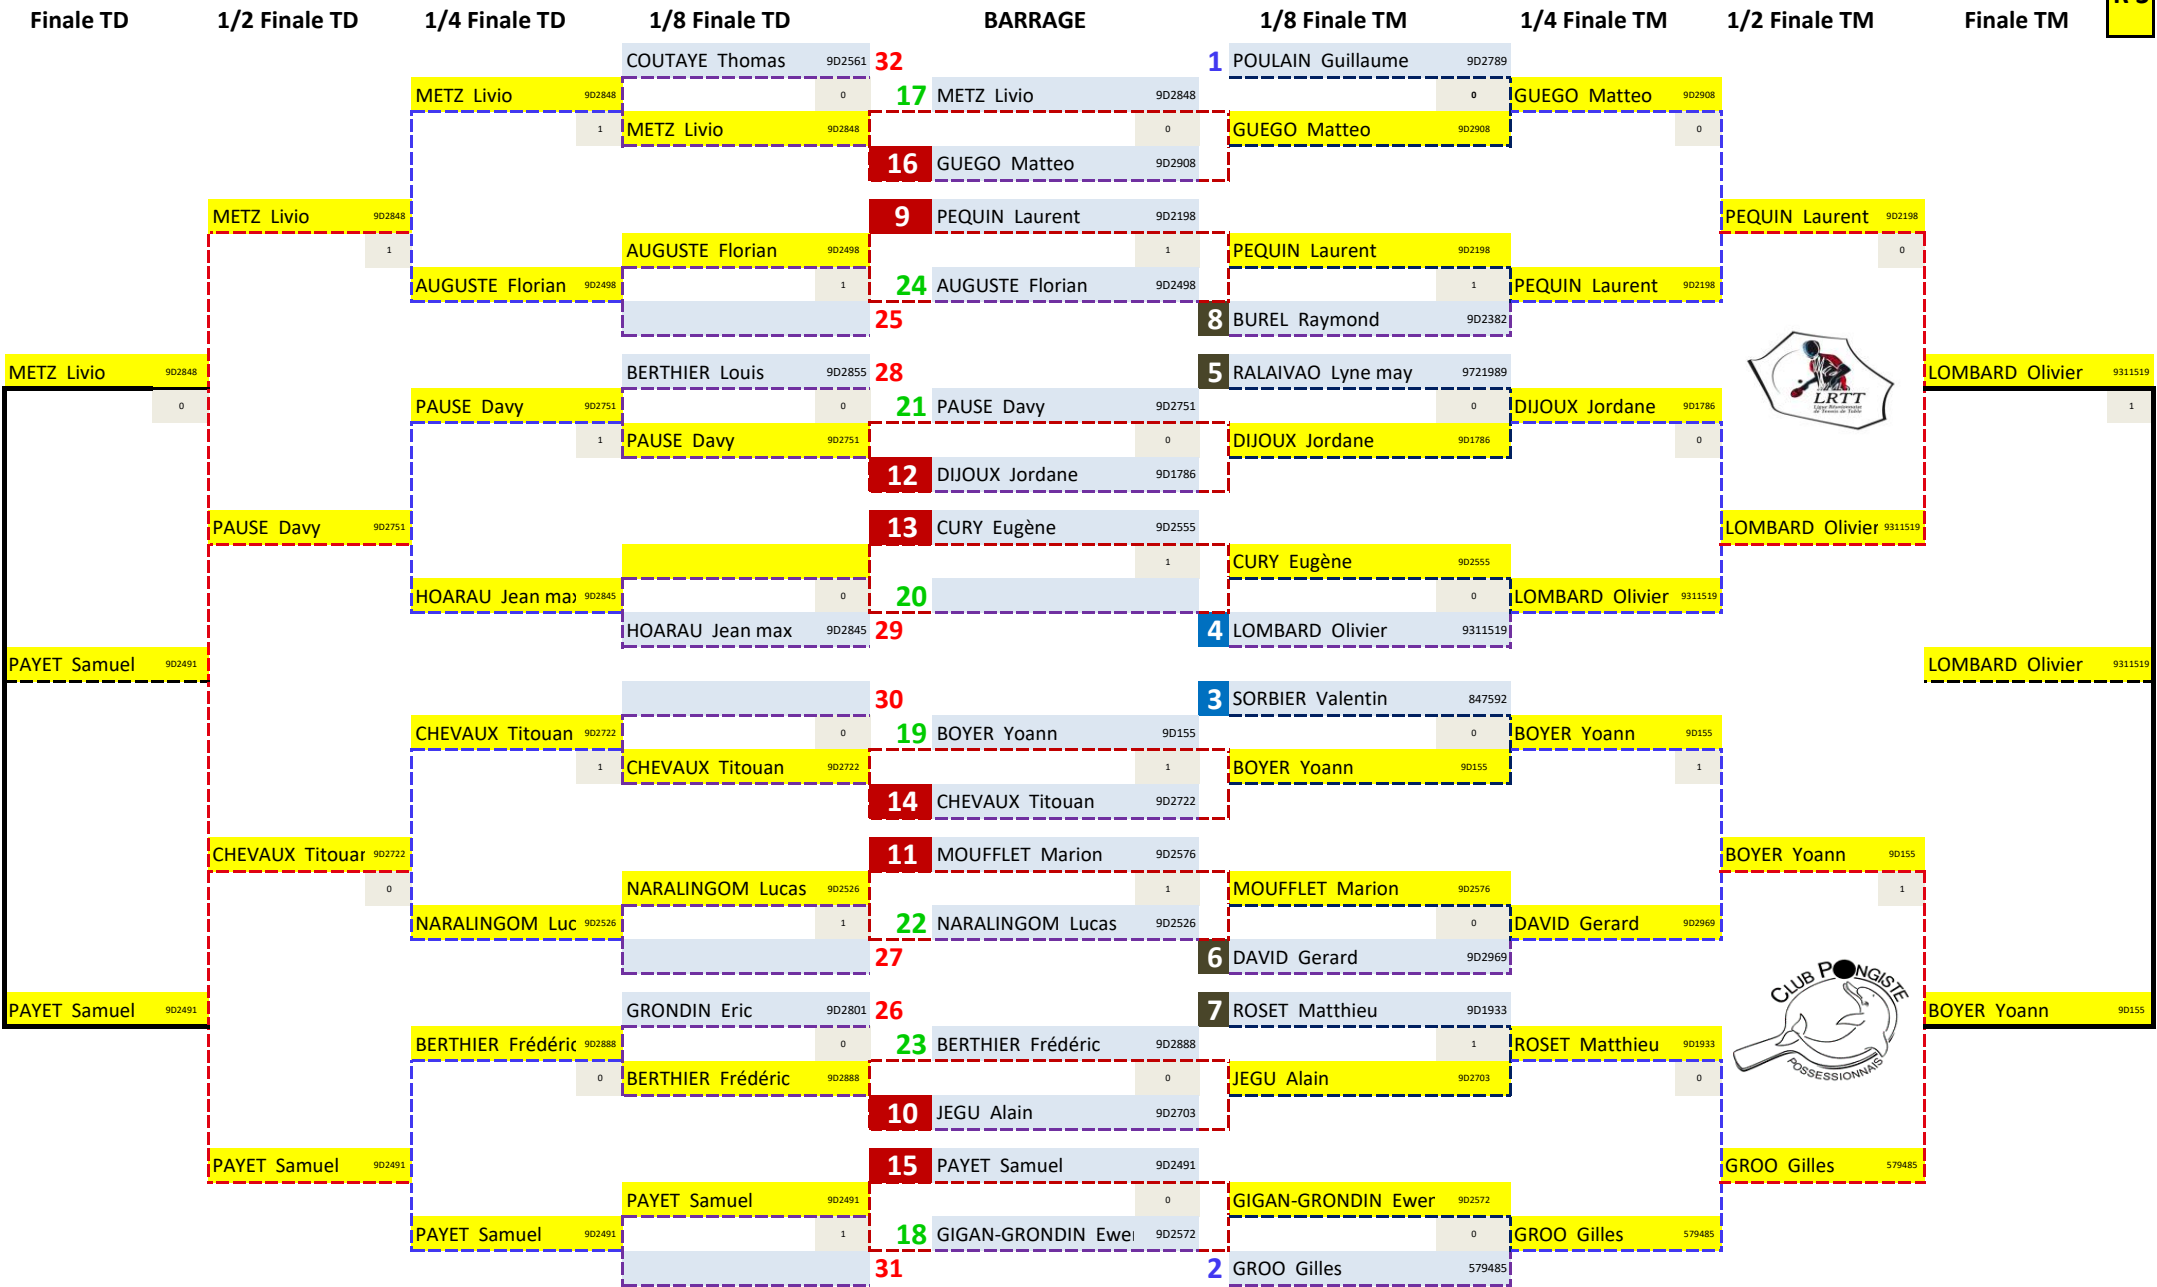 Finale TD 1/2 Finale TD 1/4 Finale TD 1/8 Finale TD BARRAGE 1/8 Finale TM 1/4 Finale TM 1/2 Finale TM Finale TM
COUTAYE Thomas 9D2561 32 1 POULAIN Guillaume 9D2789
METZ Livio 9D2848 0 17 METZ Livio 9D2848 0 GUEGO Matteo 9D2908
1 METZ Livio 9D2848 0 GUEGO Matteo 9D2908 0
16 GUEGO Matteo 9D2908
METZ Livio 9D2848 9 PEQUIN Laurent 9D2198 PEQUIN Laurent 9D2198
1 AUGUSTE Florian 9D2498 1 PEQUIN Laurent 9D2198 0
AUGUSTE Florian 9D2498 1 24 AUGUSTE Florian 9D2498 1 PEQUIN Laurent 9D2198
25 8 BUREL Raymond 9D2382
METZ Livio 9D2848 BERTHIER Louis 9D2855 28 5 RALAIVAO Lyne may 9721989 LOMBARD Olivier 9311519
0 PAUSE Davy 9D2751 0 21 PAUSE Davy 9D2751 0 DIJOUX Jordane 9D1786 LRTT 1
Ligue Réunionnaise
de Tennis de Table
1 PAUSE Davy 9D2751 0 DIJOUX Jordane 9D1786 0
12 DIJOUX Jordane 9D1786
PAUSE Davy 9D2751 13 CURY Eugène 9D2555 LOMBARD Olivier 9311519
1 CURY Eugène 9D2555
HOARAU Jean max 9D2845 0 20 0 LOMBARD Olivier 9311519
HOARAU Jean max 9D2845 29 4 LOMBARD Olivier 9311519
PAYET Samuel 9D2491 LOMBARD Olivier 9311519
30 3 SORBIER Valentin 847592
CHEVAUX Titouan 9D2722 0 19 BOYER Yoann 9D155 0 BOYER Yoann 9D155
1 CHEVAUX Titouan 9D2722 1 BOYER Yoann 9D155 1
14 CHEVAUX Titouan 9D2722
CHEVAUX Titouar 9D2722 11 MOUFFLET Marion 9D2576 BOYER Yoann 9D155
0 NARALINGOM Lucas 9D2526 1 MOUFFLET Marion 9D2576 1
NARALINGOM Luc 9D2526 1 22 NARALINGOM Lucas 9D2526 0 DAVID Gerard 9D2969
27 6 DAVID Gerard 9D2969
CLUB PONGISTE
PAYET Samuel 9D2491 GRONDIN Eric 9D2801 26 7 ROSET Matthieu 9D1933 BOYER Yoann 9D155
BERTHIER Frédéric 9D2888 0 23 BERTHIER Frédéric 9D2888 1 ROSET Matthieu 9D1933
POSSESSIONNAIS
0 BERTHIER Frédéric 9D2888 0 JEGU Alain 9D2703 0
10 JEGU Alain 9D2703
PAYET Samuel 9D2491 15 PAYET Samuel 9D2491 GROO Gilles 579485
PAYET Samuel 9D2491 0 GIGAN-GRONDIN Ewer 9D2572
PAYET Samuel 9D2491 1 18 GIGAN-GRONDIN Ewe 9D2572 0 GROO Gilles 579485
31 2 GROO Gilles 579485